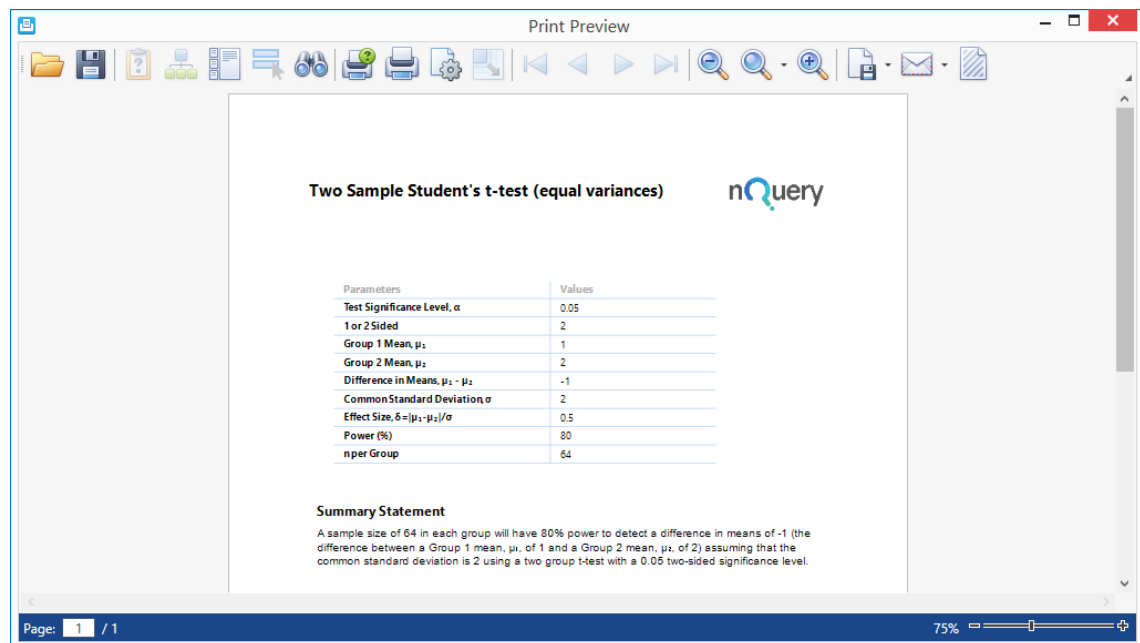 Print Preview
Two Sample Student's t-test (equal variances)
nQuery
Parameters Values
Test Significance Level, α 0.05
1 or 2 Sided 2
Group 1 Mean, μ₁ 1
Group 2 Mean, μ₂ 2
Difference in Means, μ₁ - μ₂ -1
Common Standard Deviation, σ 2
Effect Size, δ=|μ₁-μ₂|/σ 0.5
Power (%) 80
n per Group 64
Summary Statement
A sample size of 64 in each group will have 80% power to detect a difference in means of -1 (the
difference between a Group 1 mean, μ₁, of 1 and a Group 2 mean, μ₂, of 2) assuming that the
common standard deviation is 2 using a two group t-test with a 0.05 two-sided significance level.
Page: 1 / 1 75%